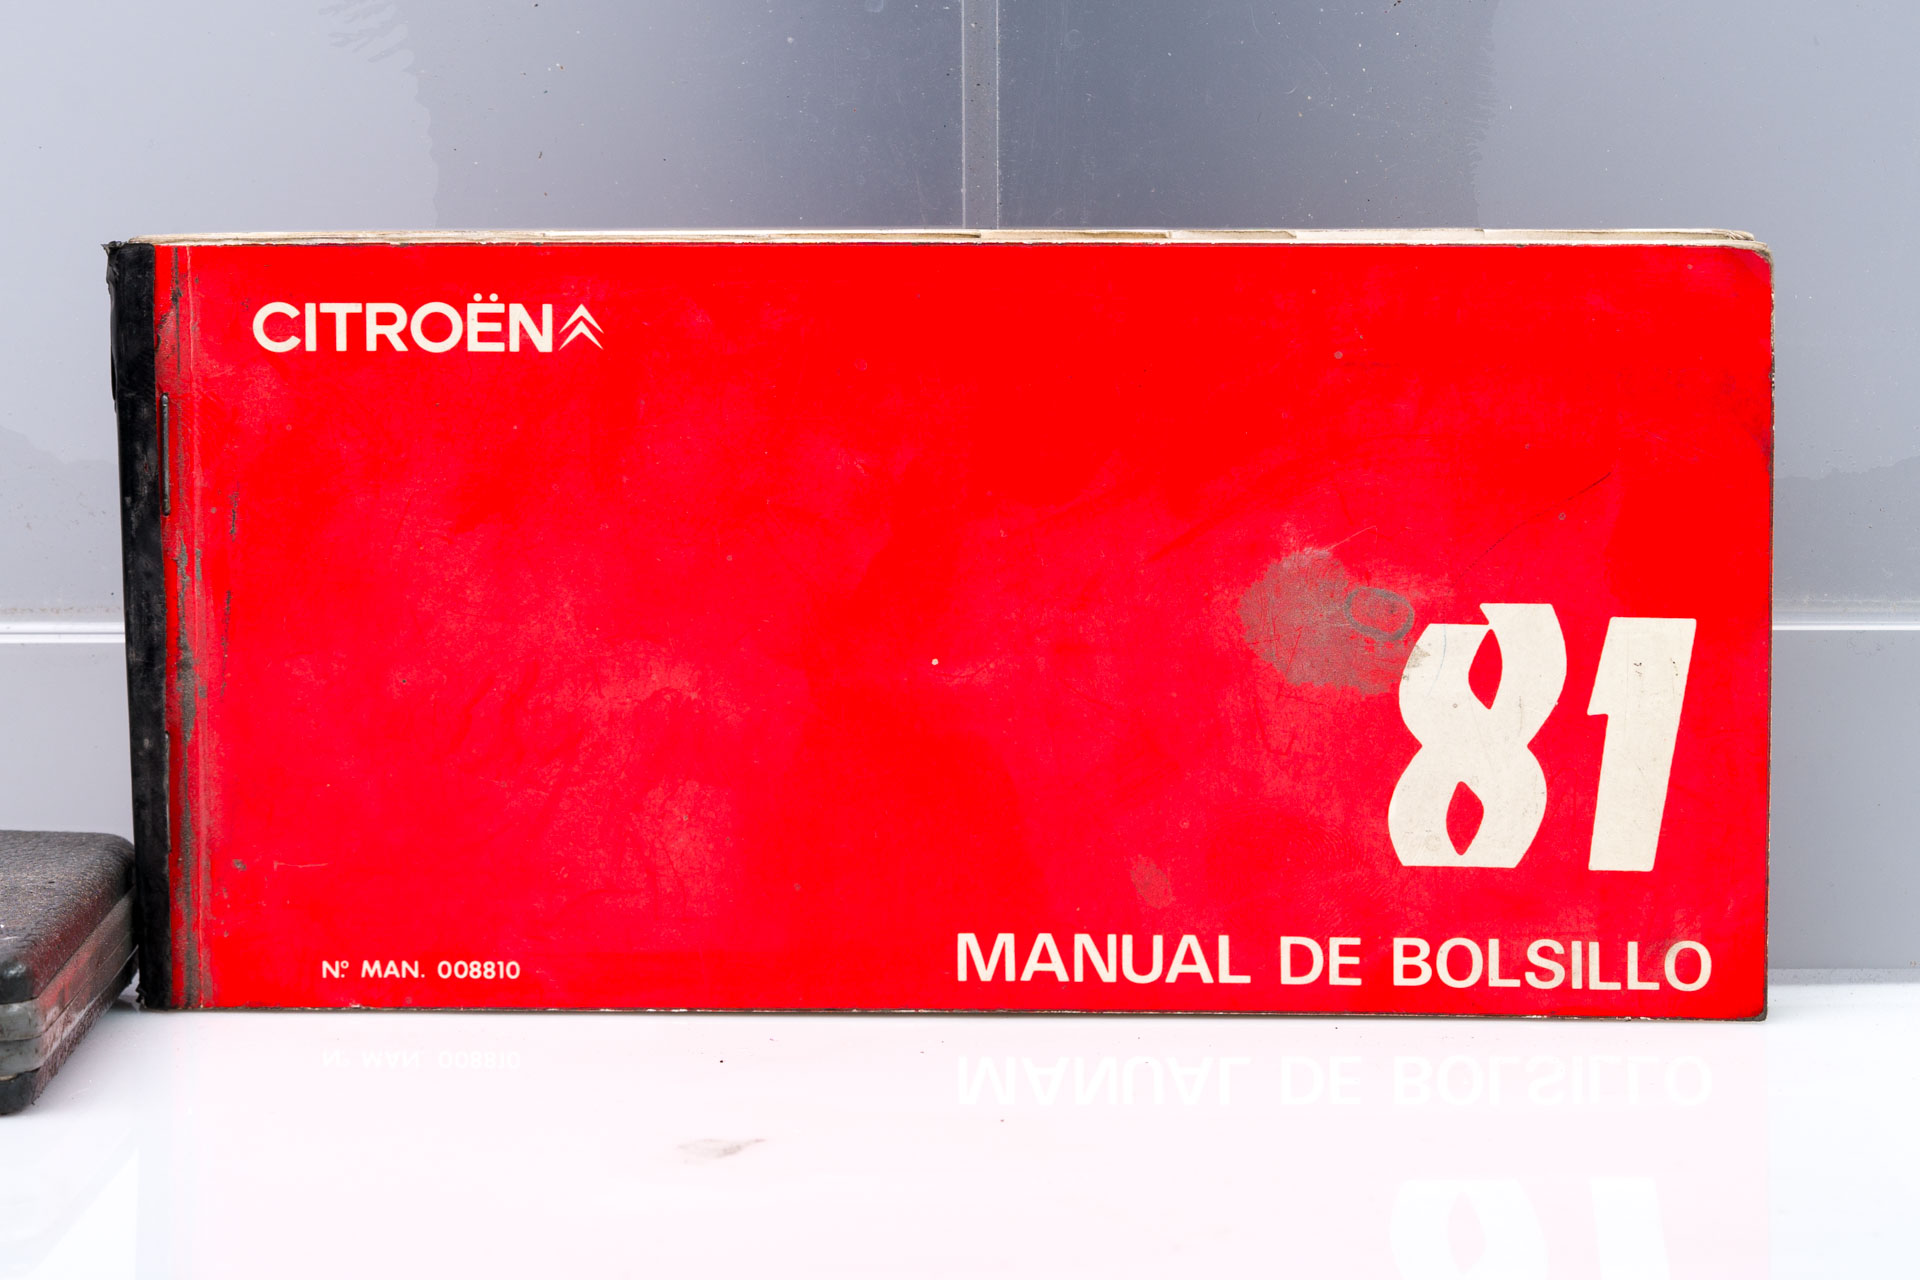 CITROËN
81
MANUAL DE BOLSILLO
Nº MAN. 008810